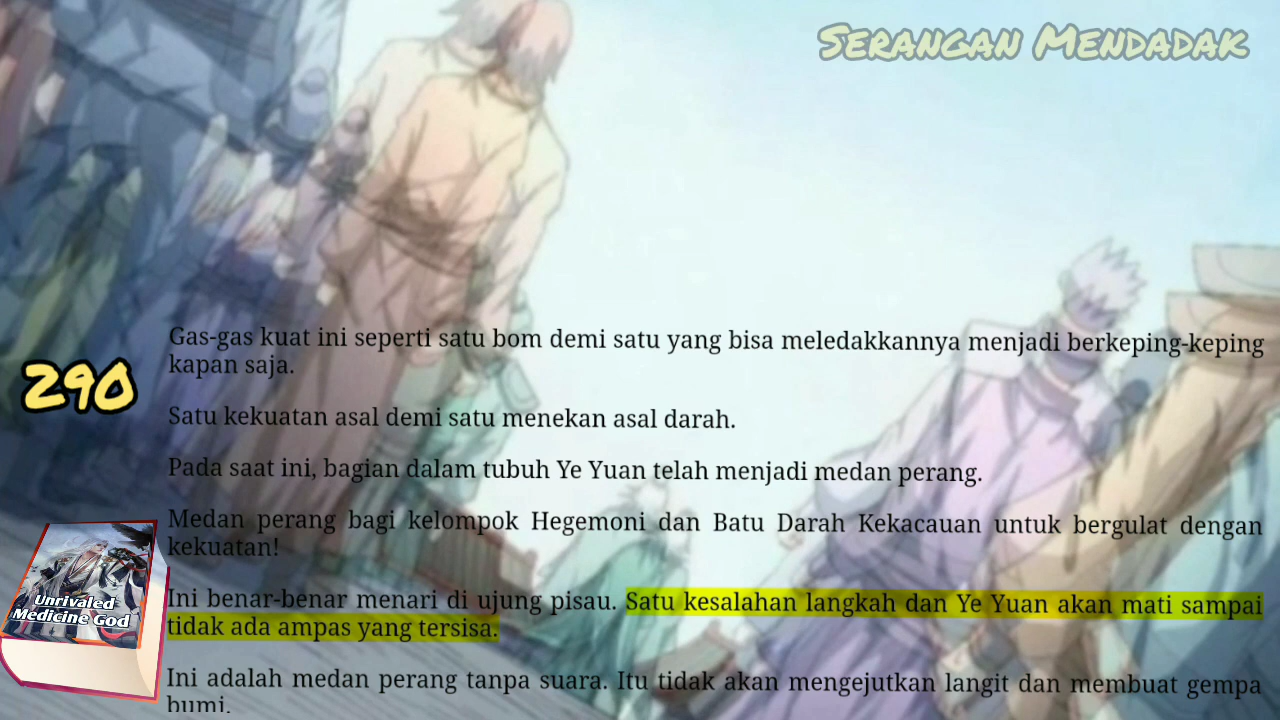 Serangan Mendadak
Gas-gas kuat ini seperti satu bom demi satu yang bisa meledakkannya menjadi berkeping-keping
kapan saja.
290
Satu kekuatan asal demi satu menekan asal darah.
Pada saat ini, bagian dalam tubuh Ye Yuan telah menjadi medan perang.
Medan perang bagi kelompok Hegemoni dan Batu Darah Kekacauan untuk bergulat dengan
kekuatan!
Ini benar-benar menari di ujung pisau. Satu kesalahan langkah dan Ye Yuan akan mati sampai
tidak ada ampas yang tersisa.
Unrivaled
Medicine God
Ini adalah medan perang tanpa suara. Itu tidak akan mengejutkan langit dan membuat gempa
bumi.